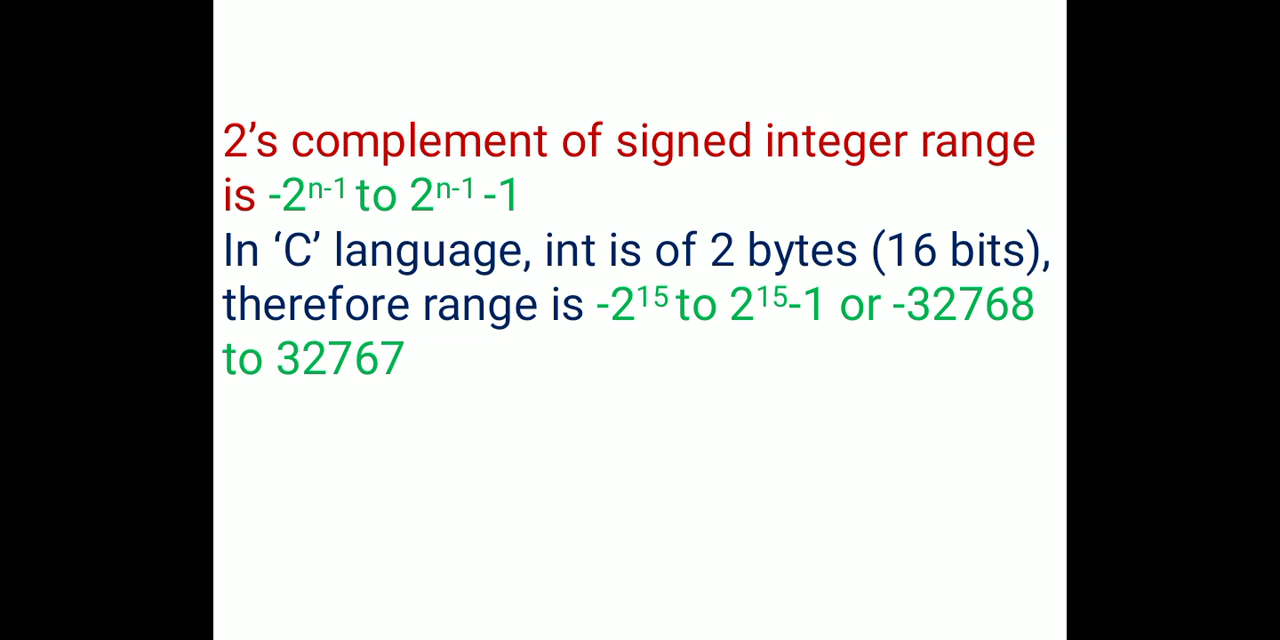 2’s complement of signed integer range
is -2ⁿ⁻¹ to 2ⁿ⁻¹ -1
In ‘C’ language, int is of 2 bytes (16 bits),
therefore range is -2¹⁵ to 2¹⁵-1 or -32768
to 32767